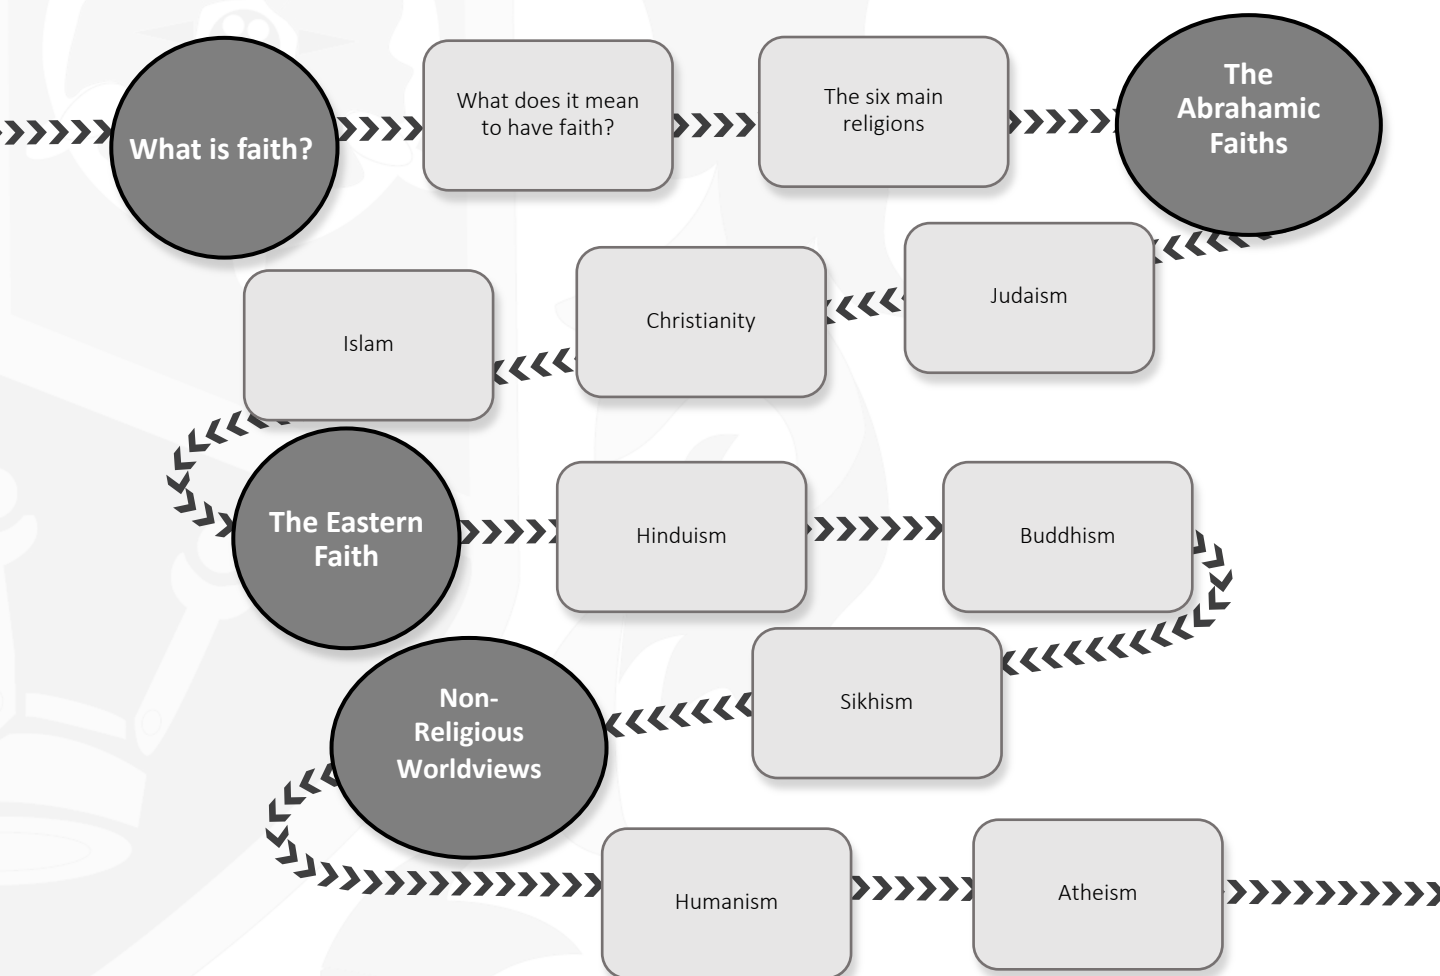 What is faith?
What does it mean
to have faith?
The six main
religions
The
Abrahamic
Faiths
Judaism
Christianity
Islam
The Eastern
Faith
Hinduism
Buddhism
Sikhism
Non-
Religious
Worldviews
Humanism
Atheism